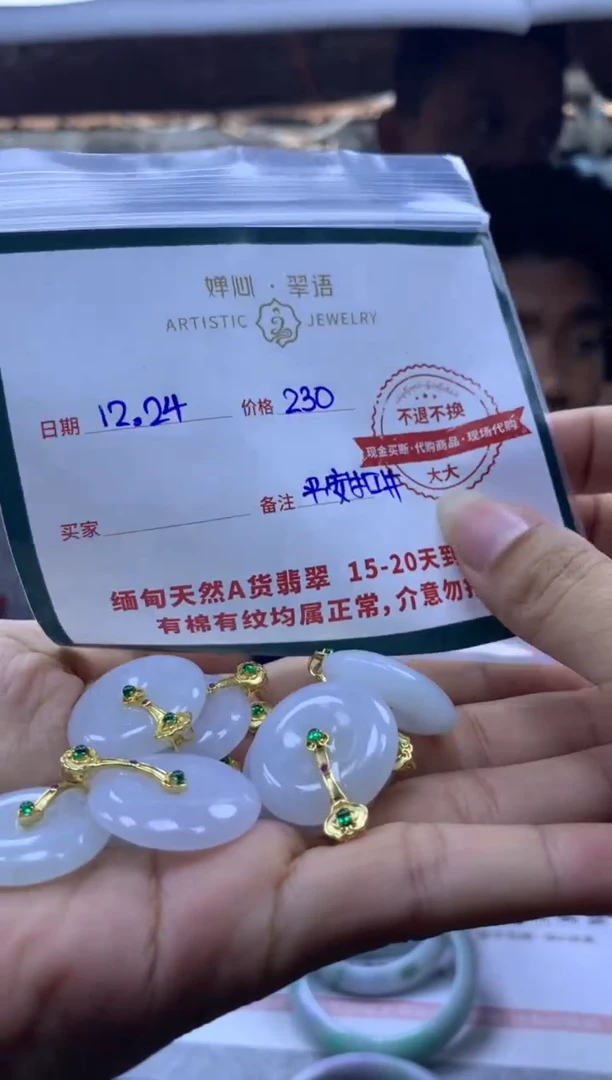 婵心·翠语
ARTISTIC JEWELRY
日期 12.24 价格 230
不退不换
现金买断·代购商品·现场代购
大大
买家 备注 平安扣
缅甸天然A货翡翠 15-20天到
有棉有纹均属正常,介意勿